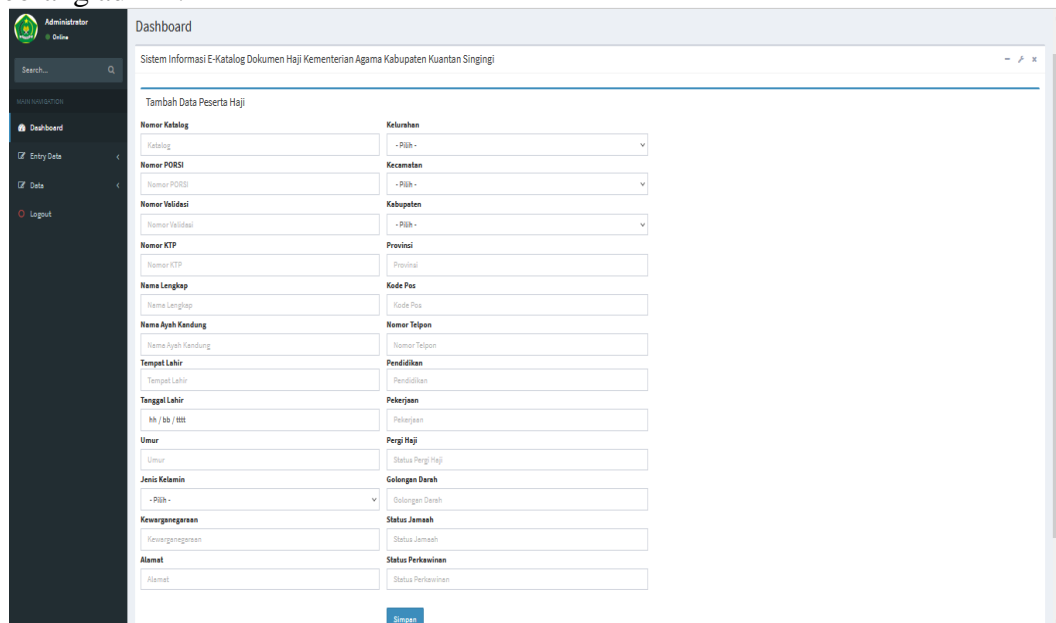 Administrator
Online
Search...
MAIN NAVIGATION
Dashboard
Entry Data
Data
Logout
Dashboard
Sistem Informasi E-Katalog Dokumen Haji Kementerian Agama Kabupaten Kuantan Singingi
Tambah Data Peserta Haji
Nomor Katalog
Katalog
Nomor PORSI
Nomor PORSI
Nomor Validasi
Nomor Validasi
Nomor KTP
Nomor KTP
Nama Lengkap
Nama Lengkap
Nama Ayah Kandung
Nama Ayah Kandung
Tempat Lahir
Tempat Lahir
Tanggal Lahir
hh / bb / tttt
Umur
Umur
Jenis Kelamin
- Pilih -
Kewarganegaraan
Kewarganegaraan
Alamat
Alamat
Kelurahan
- Pilih -
Kecamatan
- Pilih -
Kabupaten
- Pilih -
Provinsi
Provinsi
Kode Pos
Kode Pos
Nomor Telpon
Nomor Telpon
Pendidikan
Pendidikan
Pekerjaan
Pekerjaan
Pergi Haji
Status Pergi Haji
Golongan Darah
Golongan Darah
Status Jamaah
Status Jamaah
Status Perkawinan
Status Perkawinan
Simpan